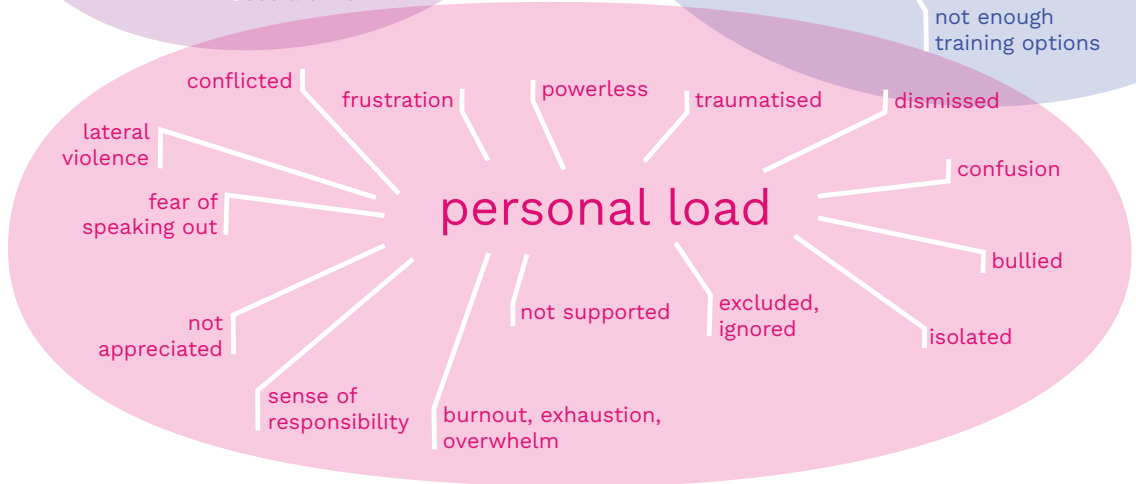 not enough
training options
conflicted
frustration
powerless
traumatised
dismissed
lateral
violence
confusion
fear of
speaking out
personal load
bullied
not
appreciated
not supported
excluded,
ignored
isolated
sense of
responsibility
burnout, exhaustion,
overwhelm